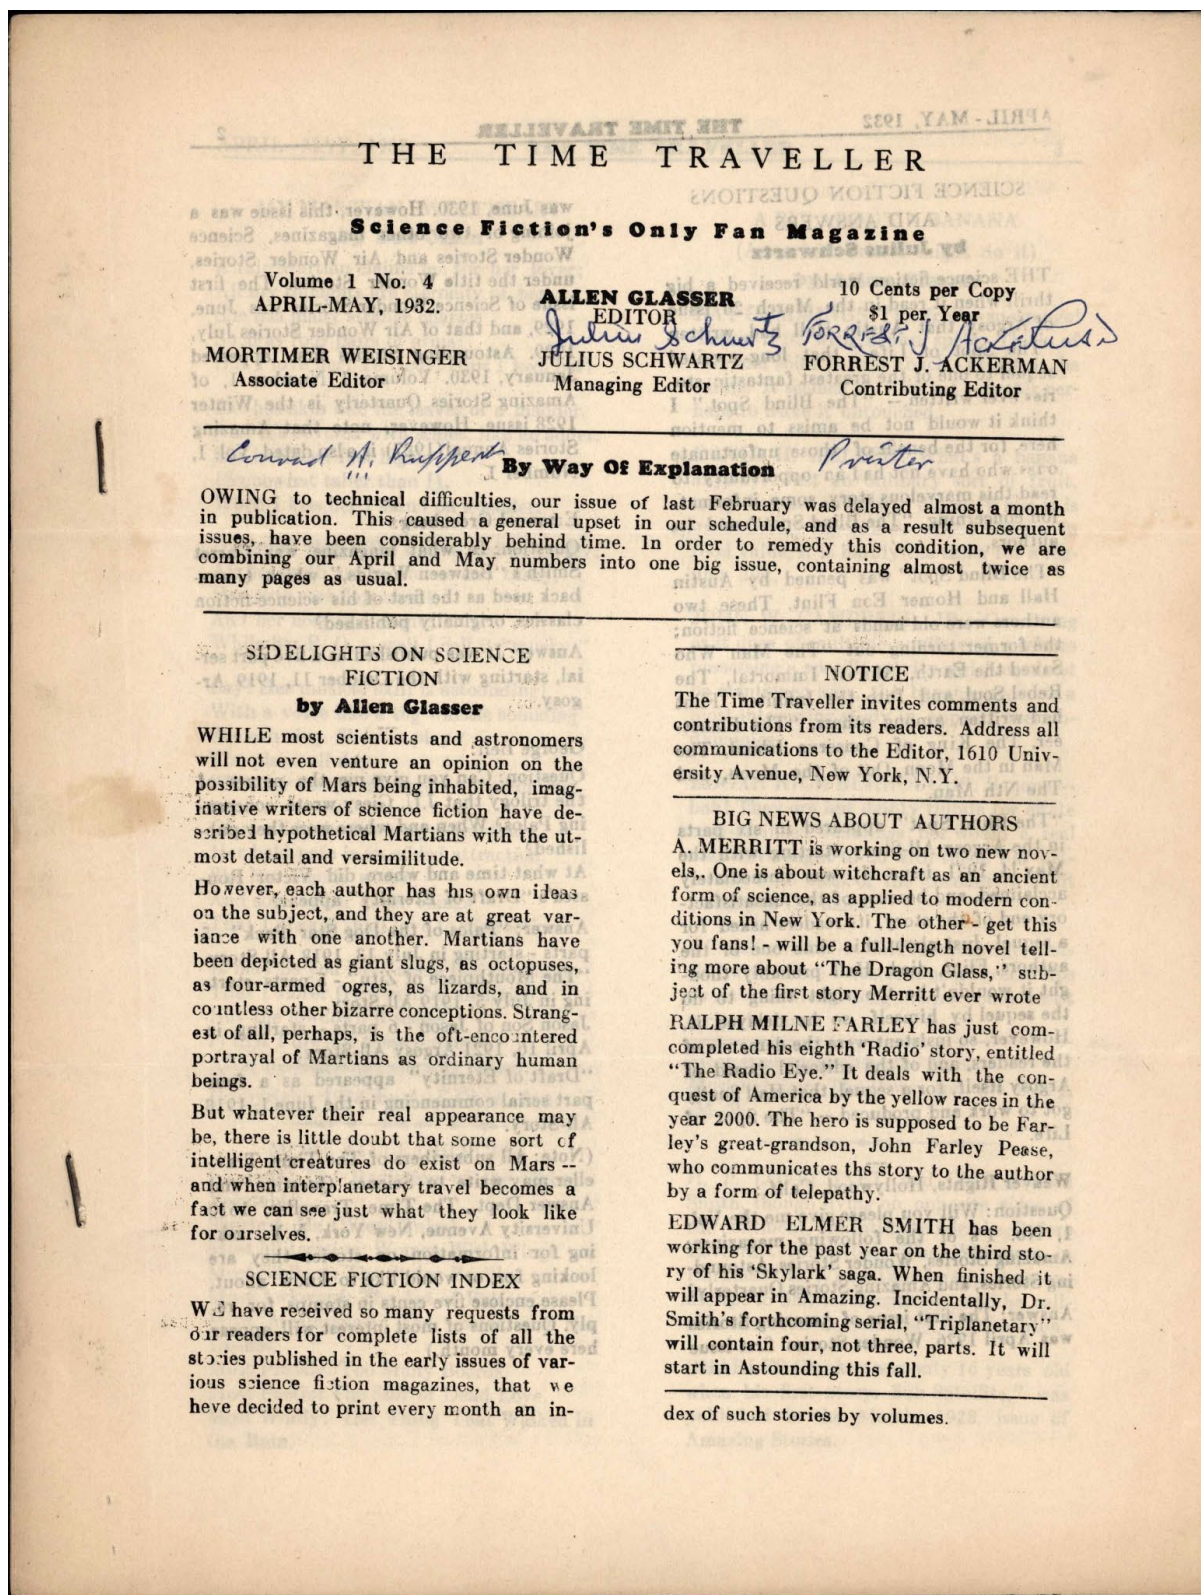 THE TIME TRAVELLER
Science Fiction's Only Fan Magazine
Volume 1 No. 4
APRIL-MAY, 1932.
ALLEN GLASSER
EDITOR
10 Cents per Copy
$1 per Year
Julius Schwartz
FORREST J Ackerman
MORTIMER WEISINGER
Associate Editor
JULIUS SCHWARTZ
Managing Editor
FORREST J. ACKERMAN
Contributing Editor
Conrad H. Ruppert
Printer
By Way Of Explanation
OWING to technical difficulties, our issue of last February was delayed almost a month
in publication. This caused a general upset in our schedule, and as a result subsequent
issues, have been considerably behind time. In order to remedy this condition, we are
combining our April and May numbers into one big issue, containing almost twice as
many pages as usual.
SIDELIGHTS ON SCIENCE
FICTION
by Allen Glasser
WHILE most scientists and astronomers
will not even venture an opinion on the
possibility of Mars being inhabited, imag-
inative writers of science fiction have de-
scribed hypothetical Martians with the ut-
most detail and versimilitude.
However, each author has his own ideas
on the subject, and they are at great var-
iance with one another. Martians have
been depicted as giant slugs, as octopuses,
as four-armed ogres, as lizards, and in
countless other bizarre conceptions. Strang-
est of all, perhaps, is the oft-encountered
portrayal of Martians as ordinary human
beings.
But whatever their real appearance may
be, there is little doubt that some sort of
intelligent creatures do exist on Mars --
and when interplanetary travel becomes a
fact we can see just what they look like
for ourselves.
SCIENCE FICTION INDEX
WE have received so many requests from
our readers for complete lists of all the
stories published in the early issues of var-
ious science fiction magazines, that we
heve decided to print every month an in-
NOTICE
The Time Traveller invites comments and
contributions from its readers. Address all
communications to the Editor, 1610 Univ-
ersity Avenue, New York, N.Y.
BIG NEWS ABOUT AUTHORS
A. MERRITT is working on two new nov-
els,. One is about witchcraft as an ancient
form of science, as applied to modern con-
ditions in New York. The other - get this
you fans! - will be a full-length novel tell-
ing more about "The Dragon Glass," sub-
ject of the first story Merritt ever wrote
RALPH MILNE FARLEY has just com-
completed his eighth 'Radio' story, entitled
"The Radio Eye." It deals with the con-
quest of America by the yellow races in the
year 2000. The hero is supposed to be Far-
ley's great-grandson, John Farley Pease,
who communicates ths story to the author
by a form of telepathy.
EDWARD ELMER SMITH has been
working for the past year on the third sto-
ry of his 'Skylark' saga. When finished it
will appear in Amazing. Incidentally, Dr.
Smith's forthcoming serial, "Triplanetary"
will contain four, not three, parts. It will
start in Astounding this fall.
dex of such stories by volumes.